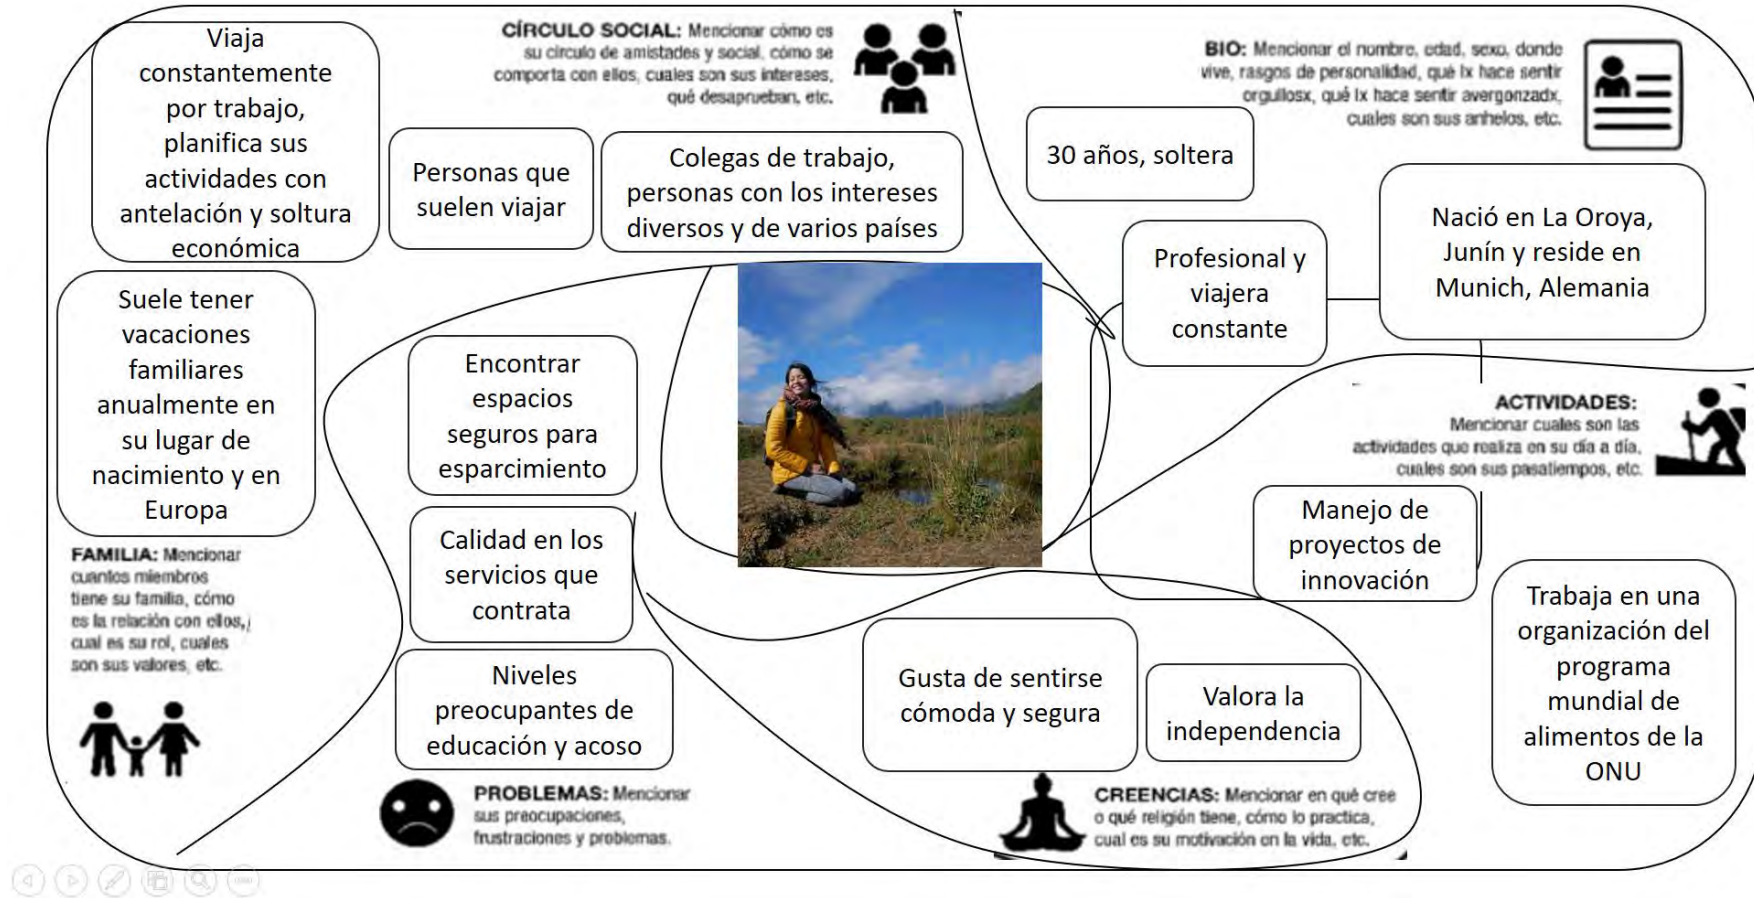 Viaja
constantemente
por trabajo,
planifica sus
actividades con
antelación y soltura
económica
CÍRCULO SOCIAL: Mencionar cómo es
su círculo de amistades y social, cómo se
comporta con ellos, cuales son sus intereses,
qué desaprueban, etc.
Personas que
suelen viajar
Colegas de trabajo,
personas con los intereses
diversos y de varios países
BIO: Mencionar el nombre, edad, sexo, donde
vive, rasgos de personalidad, qué lx hace sentir
orgullosx, qué lx hace sentir avergonzadx,
cuales son sus anhelos, etc.
30 años, soltera
Profesional y
viajera
constante
Nació en La Oroya,
Junín y reside en
Munich, Alemania
Suele tener
vacaciones
familiares
anualmente en
su lugar de
nacimiento y en
Europa
FAMILIA: Mencionar
cuantos miembros
tiene su familia, cómo
es la relación con ellos,
cual es su rol, cuales
son sus valores, etc.
Encontrar
espacios
seguros para
esparcimiento
Calidad en los
servicios que
contrata
Niveles
preocupantes de
educación y acoso
PROBLEMAS: Mencionar
sus preocupaciones,
frustraciones y problemas.
ACTIVIDADES:
Mencionar cuales son las
actividades que realiza en su día a día,
cuales son sus pasatiempos, etc.
Manejo de
proyectos de
innovación
Trabaja en una
organización del
programa
mundial de
alimentos de la
ONU
Gusta de sentirse
cómoda y segura
Valora la
independencia
CREENCIAS: Mencionar en qué cree
o qué religión tiene, cómo lo practica,
cual es su motivación en la vida, etc.